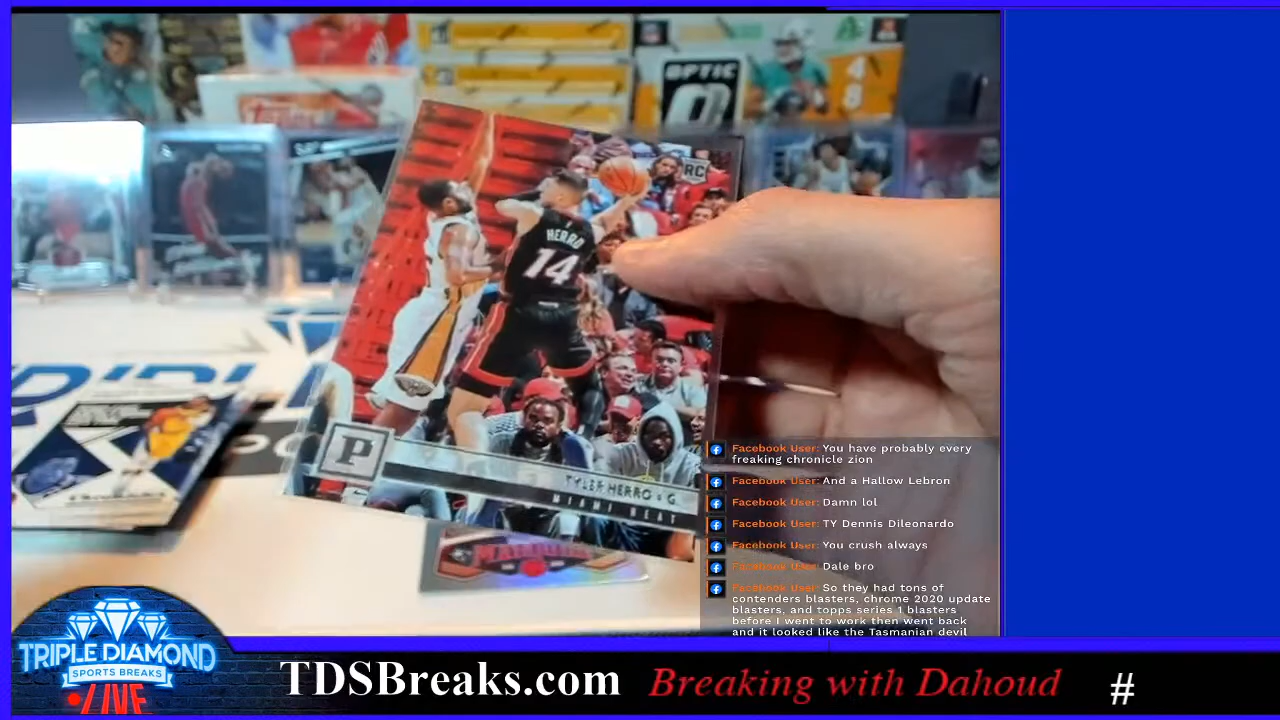 OPTIC
RC
HERRO
14
P
TYLER HERRO • G
MIAMI HEAT
Facebook User: You have probably every
freaking chronicle zion
Facebook User: And a Hallow Lebron
Facebook User: Damn lol
Facebook User: TY Dennis Dileonardo
Facebook User: You crush always
Facebook User: Dale bro
Facebook User: So they had tons of
contenders blasters, chrome 2020 update
blasters, and topps series 1 blasters
before I went to work then went back
and it looked like the Tasmanian devil
TRIPLE DIAMOND
SPORTS BREAKS
LIVE
TDSBreaks.com
Breaking with Dahoud
#